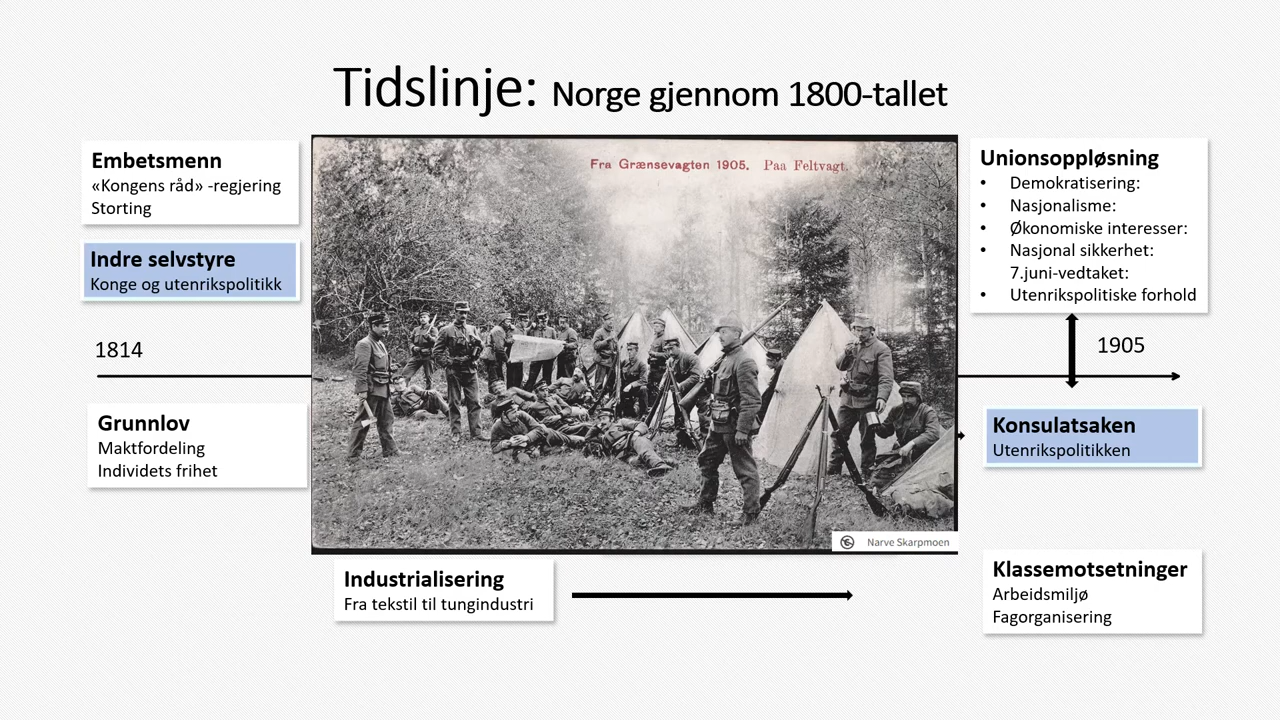 Tidslinje: Norge gjennom 1800-tallet
Embetsmenn
«Kongens råd» -regjering
Storting
Indre selvstyre
Konge og utenrikspolitikk
1814
Grunnlov
Maktfordeling
Individets frihet
Fra Grænsevagten 1905. Paa Feltvagt.
Narve Skarpmoen
Industrialisering
Fra tekstil til tungindustri
Unionsoppløsning
• Demokratisering:
• Nasjonalisme:
• Økonomiske interesser:
• Nasjonal sikkerhet:
7.juni-vedtaket:
• Utenrikspolitiske forhold
1905
Konsulatsaken
Utenrikspolitikken
Klassemotsetninger
Arbeidsmiljø
Fagorganisering